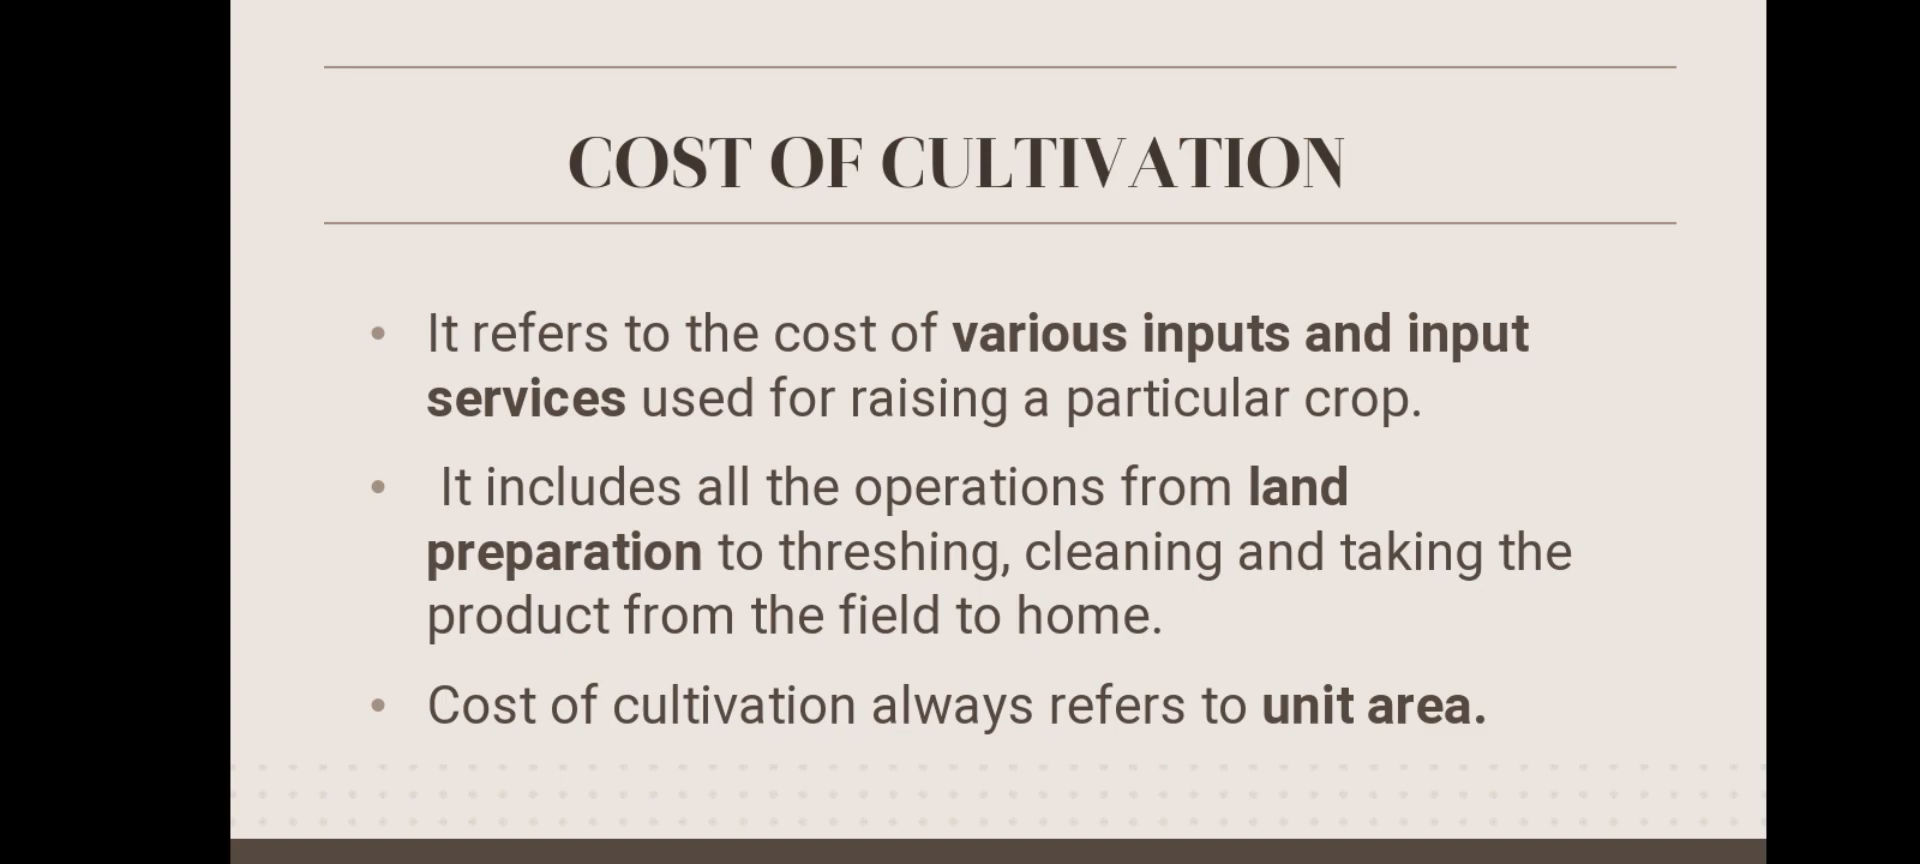 COST OF CULTIVATION
• It refers to the cost of various inputs and input
services used for raising a particular crop.
• It includes all the operations from land
preparation to threshing, cleaning and taking the
product from the field to home.
• Cost of cultivation always refers to unit area.